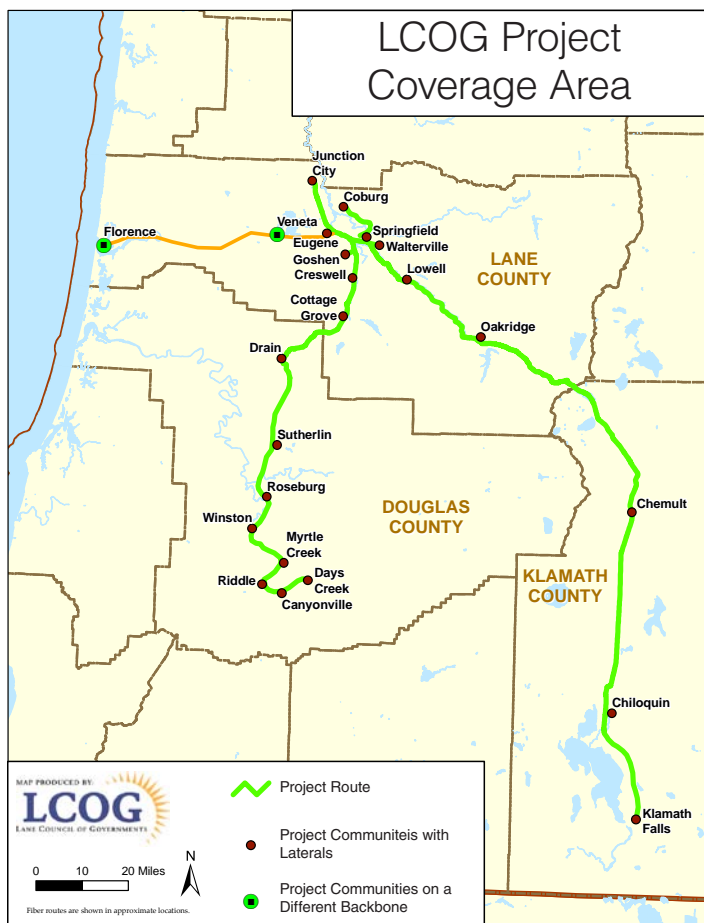 LCOG Project
Coverage Area
Junction
City
Coburg
Florence
Veneta
Springfield
Eugene
Walterville
Goshen
LANE
COUNTY
Creswell
Lowell
Cottage
Grove
Oakridge
Drain
Sutherlin
Roseburg
DOUGLAS
COUNTY
Chemult
Winston
Myrtle
Creek
KLAMATH
COUNTY
Riddle
Days
Creek
Canyonville
Chiloquin
Klamath
Falls
MAP PRODUCED BY:
LCOG
LANE COUNCIL OF GOVERNMENTS
0 10 20 Miles
N
Fiber routes are shown in approximate locations.
Project Route
Project Communiteis with
Laterals
Project Communities on a
Different Backbone